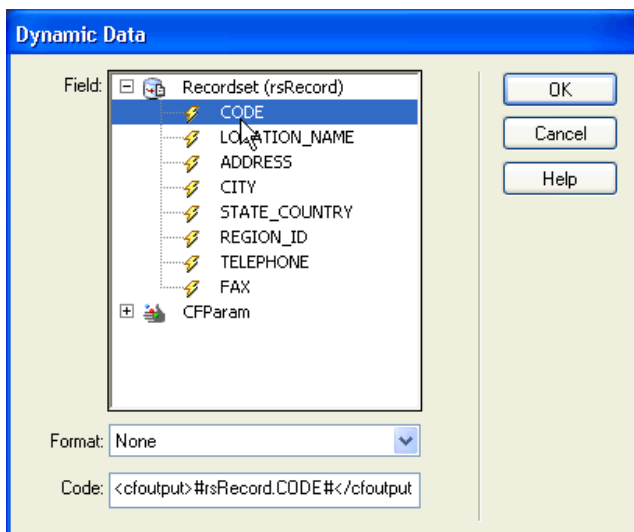 Dynamic Data
Field:
Recordset (rsRecord)
CODE
LOCATION_NAME
ADDRESS
CITY
STATE_COUNTRY
REGION_ID
TELEPHONE
FAX
CFParam
OK
Cancel
Help
Format: None
Code: <cfoutput>#rsRecord.CODE#</cfoutput